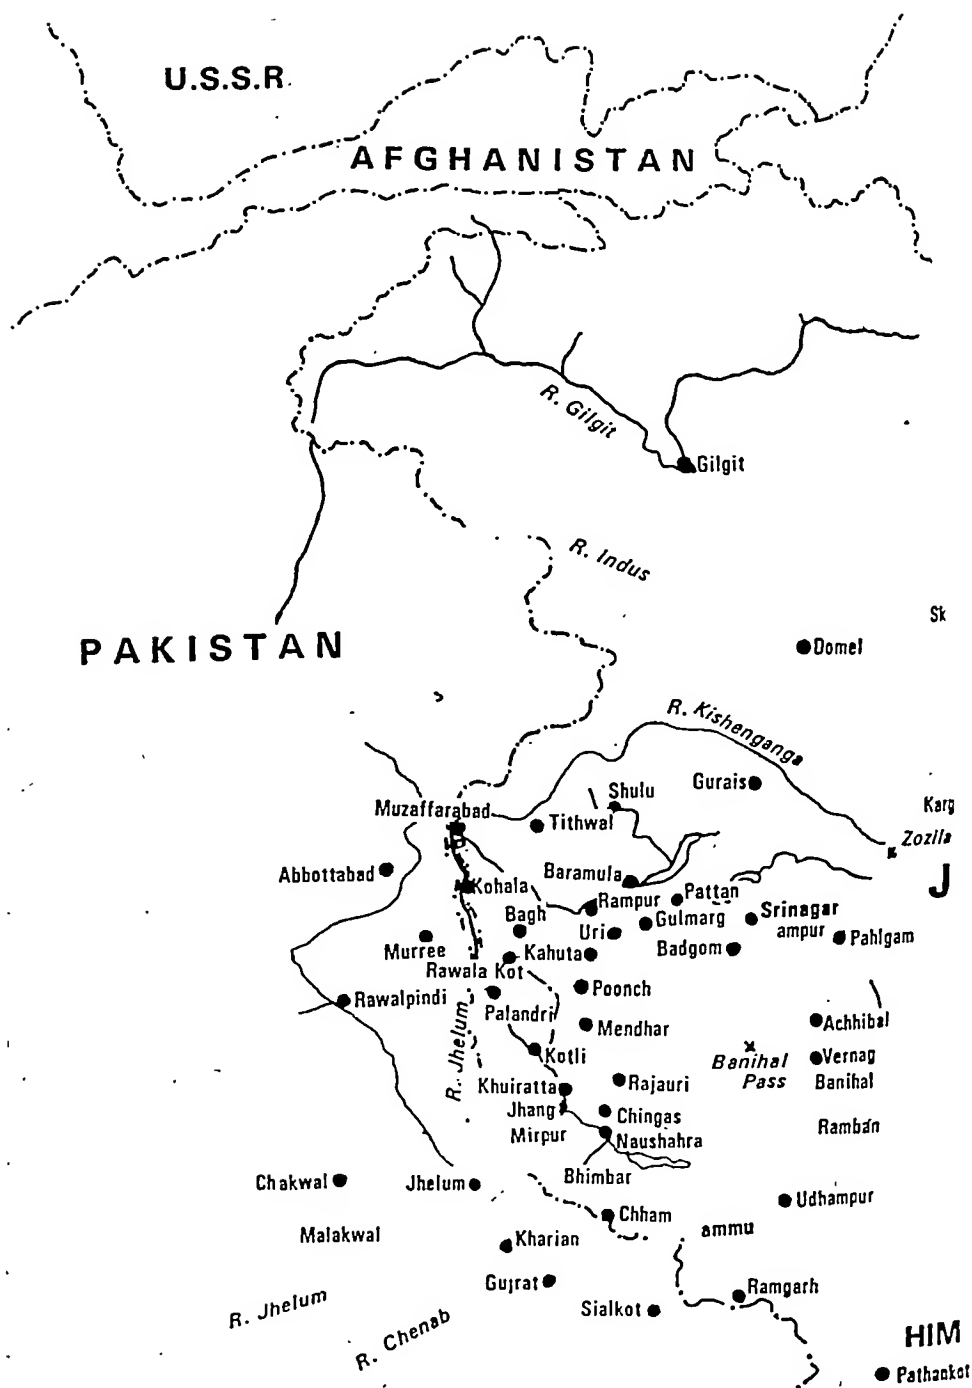 U.S.S.R.
AFGHANISTAN
R. Gilgit
Gilgit
R. Indus
Sk
PAKISTAN
Domel
R. Kishenganga
Gurais
Shulu
Karg
Muzaffarabad
Tithwal
Zozila
Abbottabad
Baramula
J
Kohala
Pattan
Rampur
Srinagar
Bagh
Gulmarg
Uri
ampur
Pahlgam
Murree
Kahuta
Badgom
Rawala Kot
Rawalpindi
Poonch
Palandri
Achhibal
Mendhar
R. Jhelum
Kotli
Banihal
Pass
Vernag
Banihal
Khuiratta
Rajauri
Jhang
Chingas
Mirpur
Naushahra
Ramban
Bhimbar
Chakwal
Jhelum
Udhampur
Chham
ammu
Malakwal
Kharian
Gujrat
Ramgarh
R. Jhelum
Sialkot
R. Chenab
HIM
Pathankot